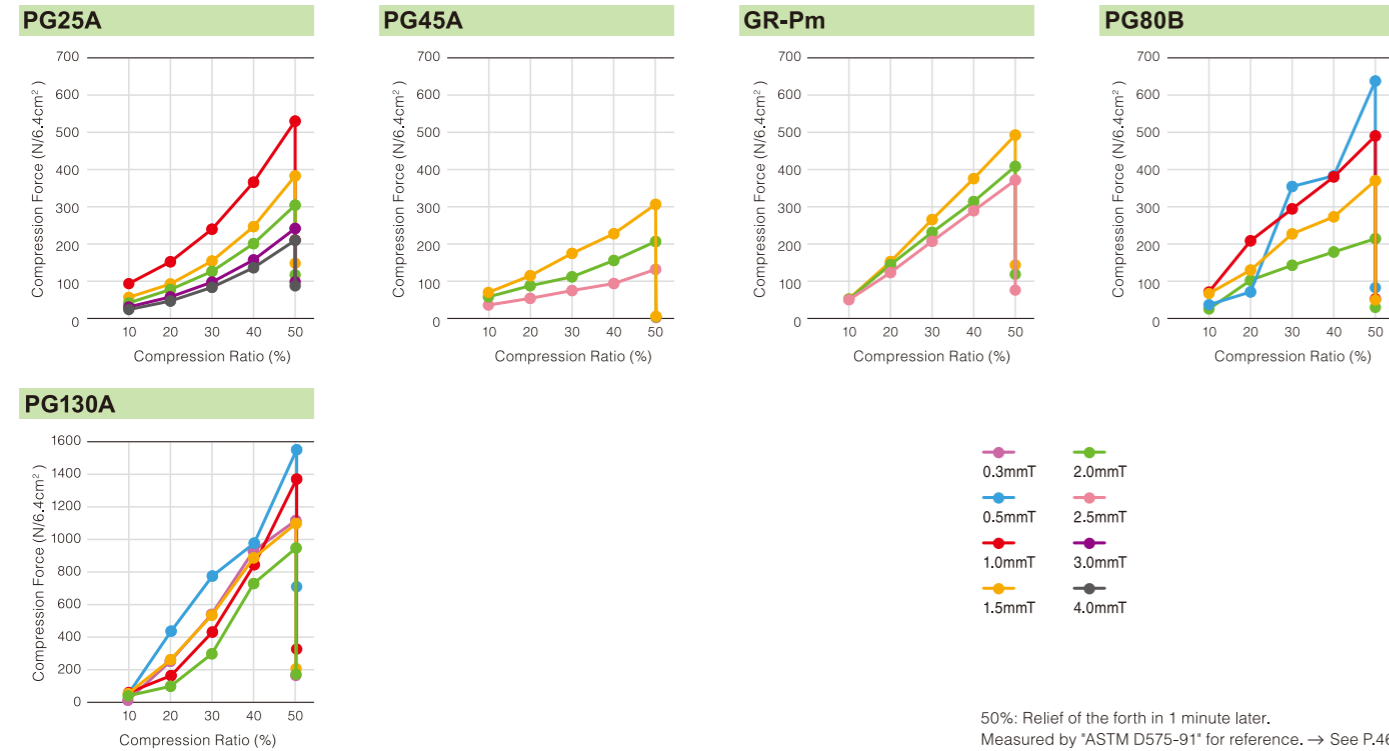 PG25A
PG45A
GR-Pm
PG80B
700
600
500
400
300
200
100
0
Compression Force (N/6.4cm²)
10 20 30 40 50
Compression Ratio (%)
700
600
500
400
300
200
100
0
Compression Force (N/6.4cm²)
10 20 30 40 50
Compression Ratio (%)
700
600
500
400
300
200
100
0
Compression Force (N/6.4cm²)
10 20 30 40 50
Compression Ratio (%)
700
600
500
400
300
200
100
0
Compression Force (N/6.4cm²)
10 20 30 40 50
Compression Ratio (%)
PG130A
1600
1400
1200
1000
800
600
400
200
0
Compression Force (N/6.4cm²)
10 20 30 40 50
Compression Ratio (%)
0.3mmT 2.0mmT
0.5mmT 2.5mmT
1.0mmT 3.0mmT
1.5mmT 4.0mmT
50%: Relief of the forth in 1 minute later.
Measured by "ASTM D575-91" for reference. → See P.46